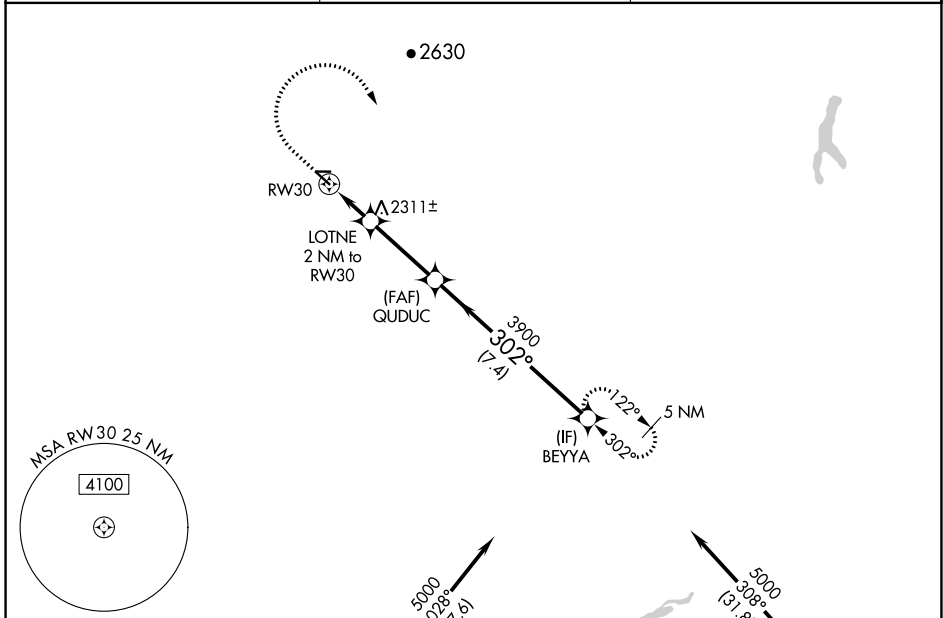 2630
RW30
2311±
LOTNE
2 NM to
RW30
(FAF)
QUDUC
3900
302°
(7.4)
122°
5 NM
302°
(IF)
BEYYA
MSA RW30 25 NM
4100
5000
028°
5000
308°